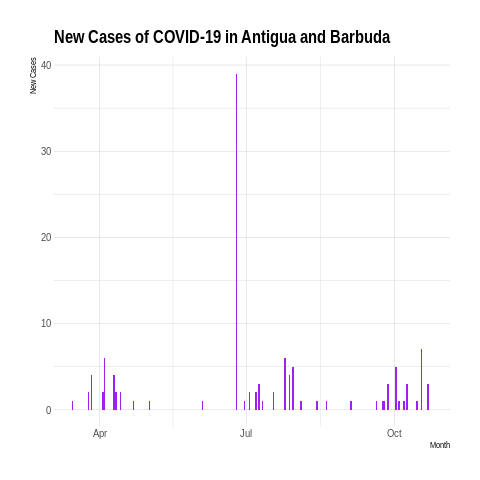 New Cases of COVID-19 in Antigua and Barbuda
New Cases
40
30
20
10
0
Apr
Jul
Oct
Month